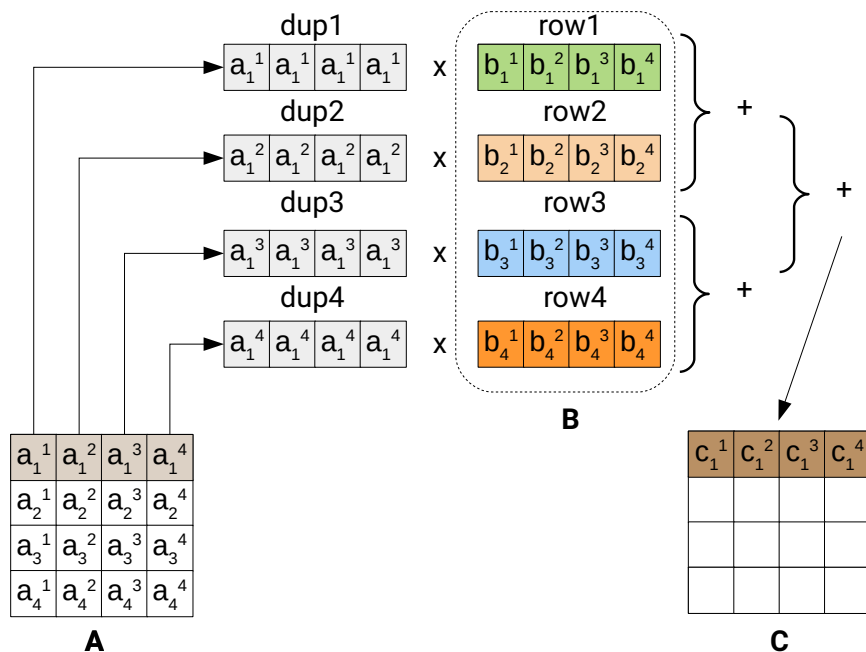 dup1 row1
a₁¹ a₁¹ a₁¹ a₁¹ x b₁¹ b₁² b₁³ b₁⁴
dup2 row2 +
a₁² a₁² a₁² a₁² x b₂¹ b₂² b₂³ b₂⁴
dup3 row3 +
a₁³ a₁³ a₁³ a₁³ x b₃¹ b₃² b₃³ b₃⁴
dup4 row4 +
a₁⁴ a₁⁴ a₁⁴ a₁⁴ x b₄¹ b₄² b₄³ b₄⁴
B
a₁¹ a₁² a₁³ a₁⁴ c₁¹ c₁² c₁³ c₁⁴
a₂¹ a₂² a₂³ a₂⁴
a₃¹ a₃² a₃³ a₃⁴
a₄¹ a₄² a₄³ a₄⁴
A C